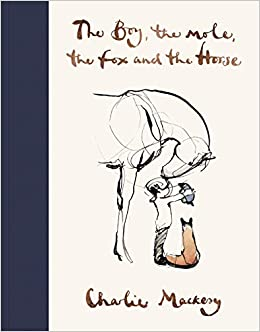 The Boy, the mole,
the fox and the Horse
Charlie Mackesy